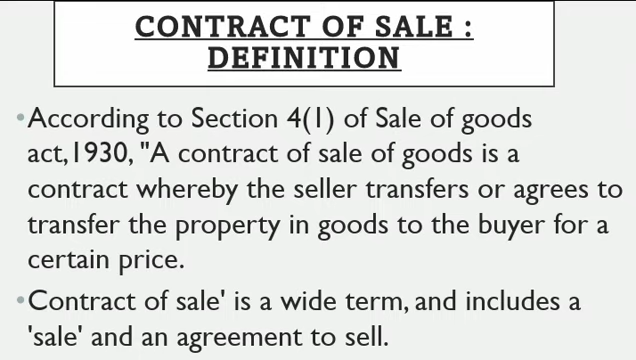 CONTRACT OF SALE :
DEFINITION
•According to Section 4(1) of Sale of goods
act,1930, "A contract of sale of goods is a
contract whereby the seller transfers or agrees to
transfer the property in goods to the buyer for a
certain price.
•Contract of sale' is a wide term, and includes a
'sale' and an agreement to sell.